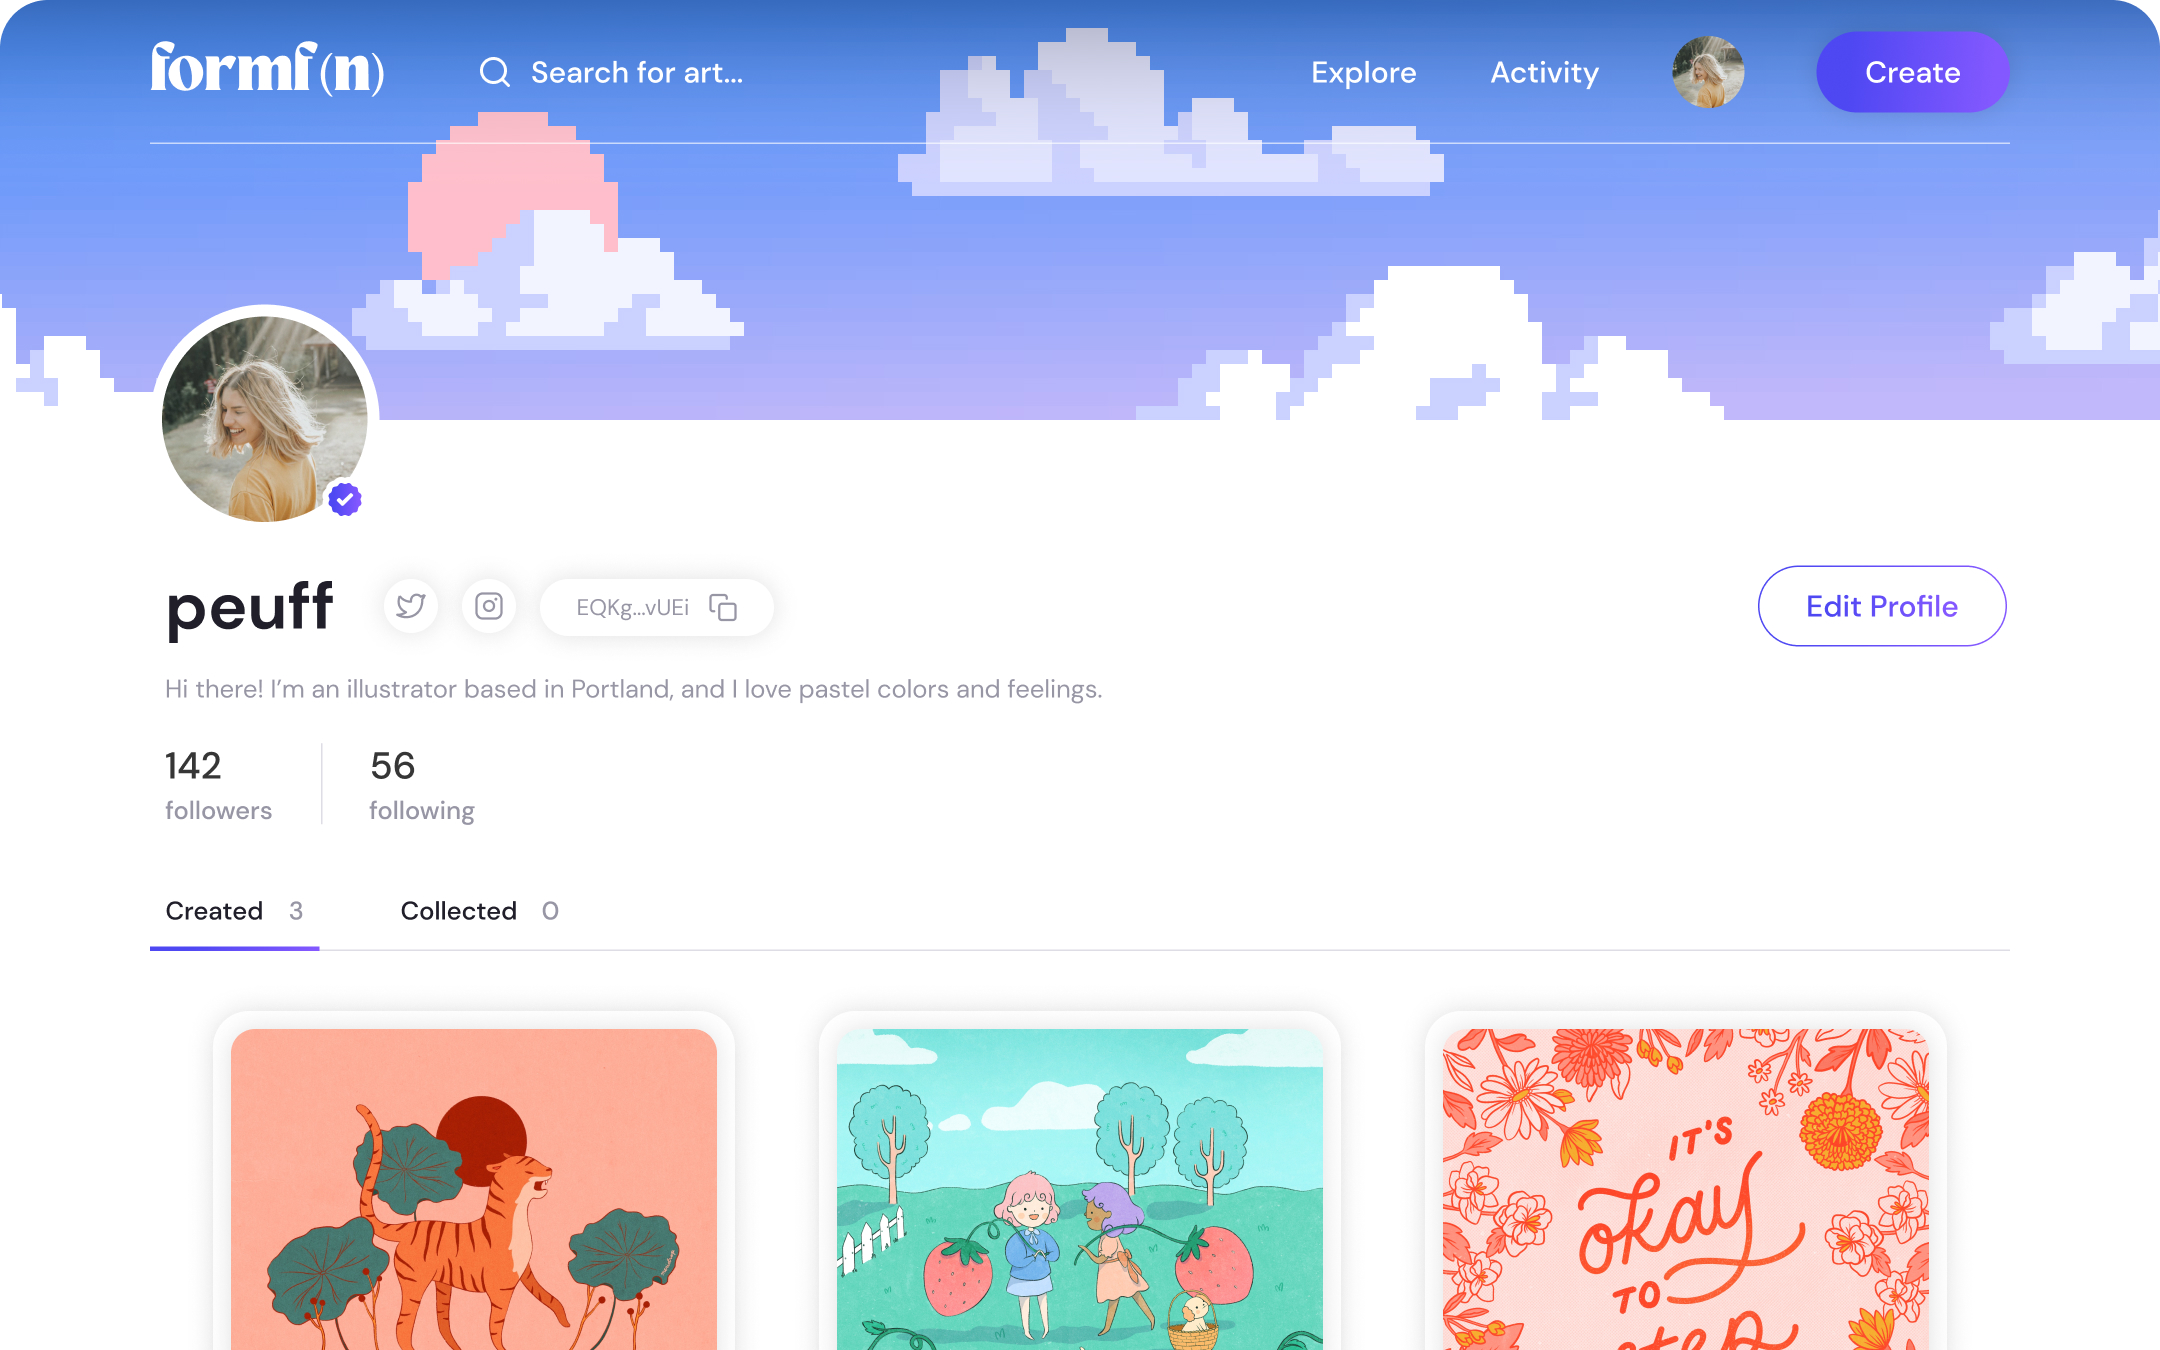 formf(n)
Search for art...
Explore
Activity
Create
peuff
EQKg...vUEi
Edit Profile
Hi there! I'm an illustrator based in Portland, and I love pastel colors and feelings.
142
followers
56
following
Created 3
Collected 0
IT'S
okay
TO